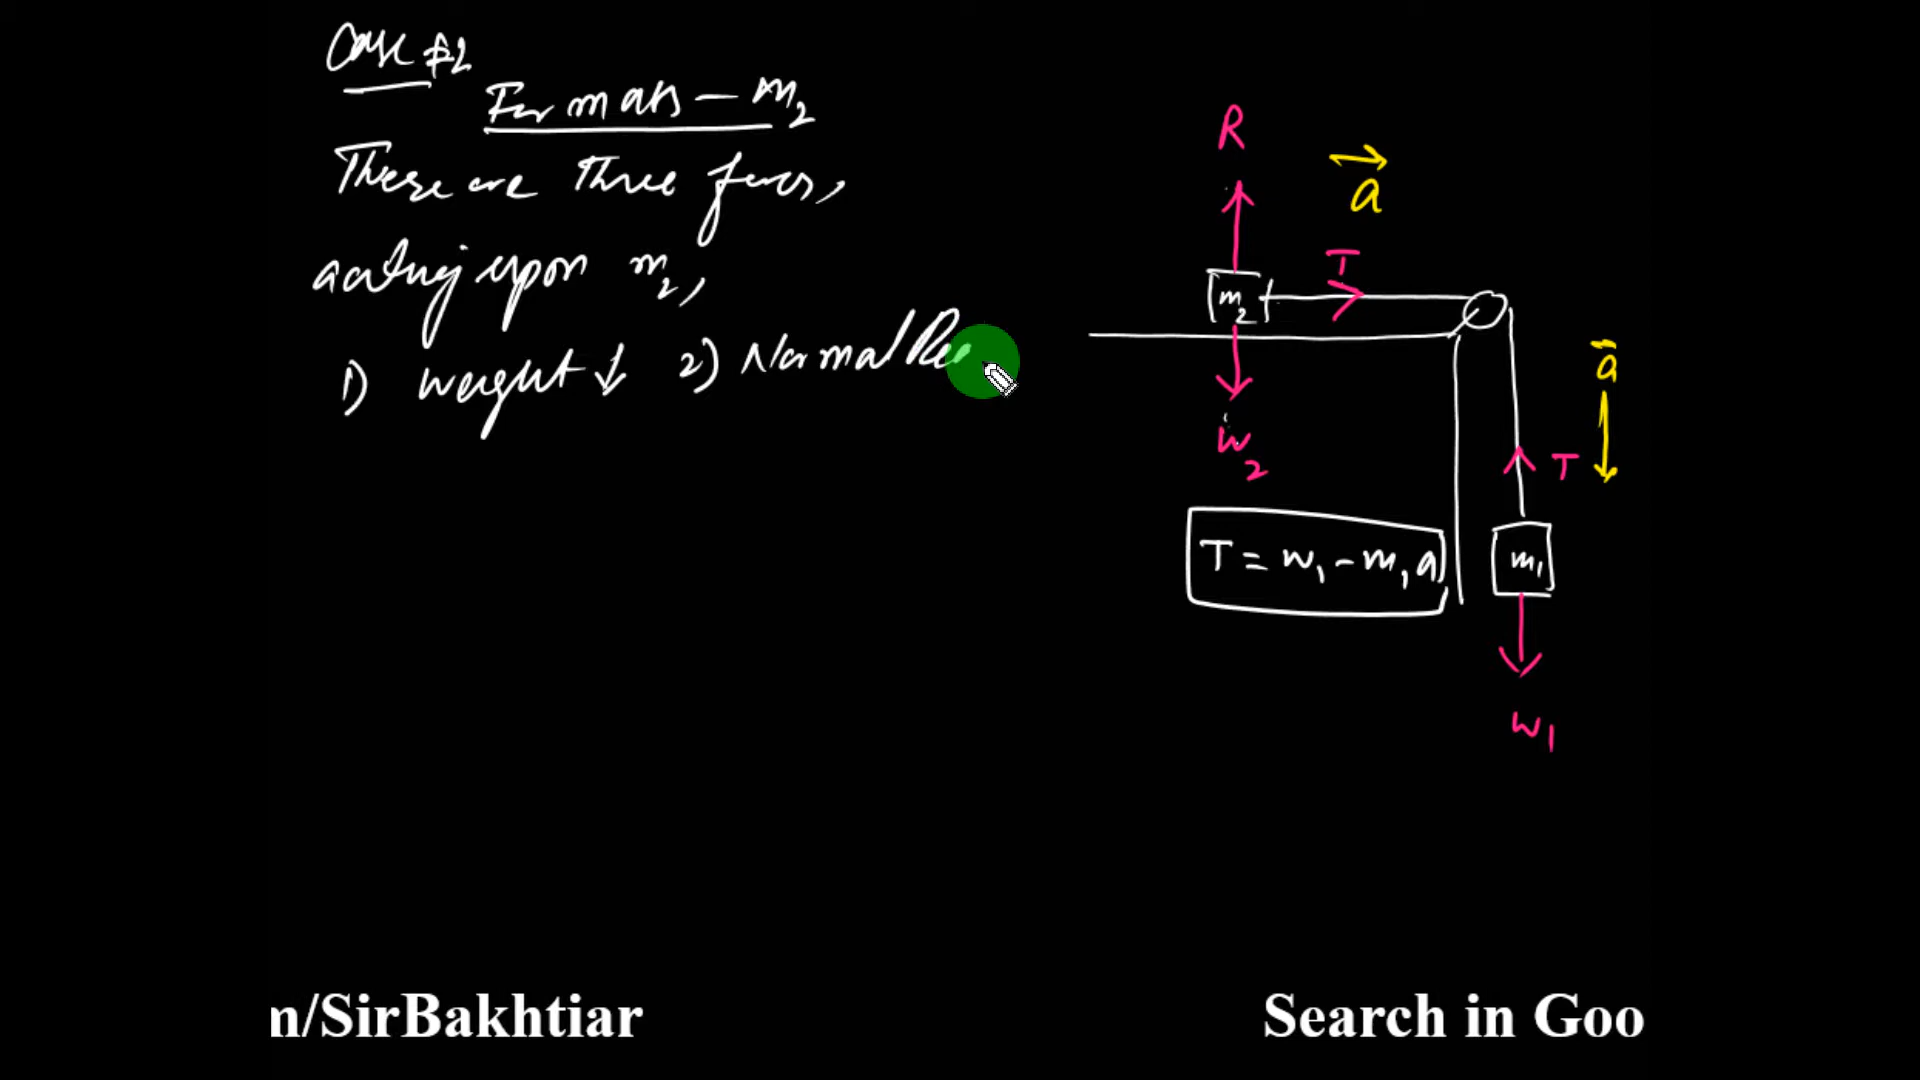 Case #2
For mass - m2
There are three forces,
acting upon m2,
1) weight ↓ 2) Normal Re
R
a
T
m2
W2
a
T
T = w1 - m1a
m1
W1
n/SirBakhtiar
Search in Goo